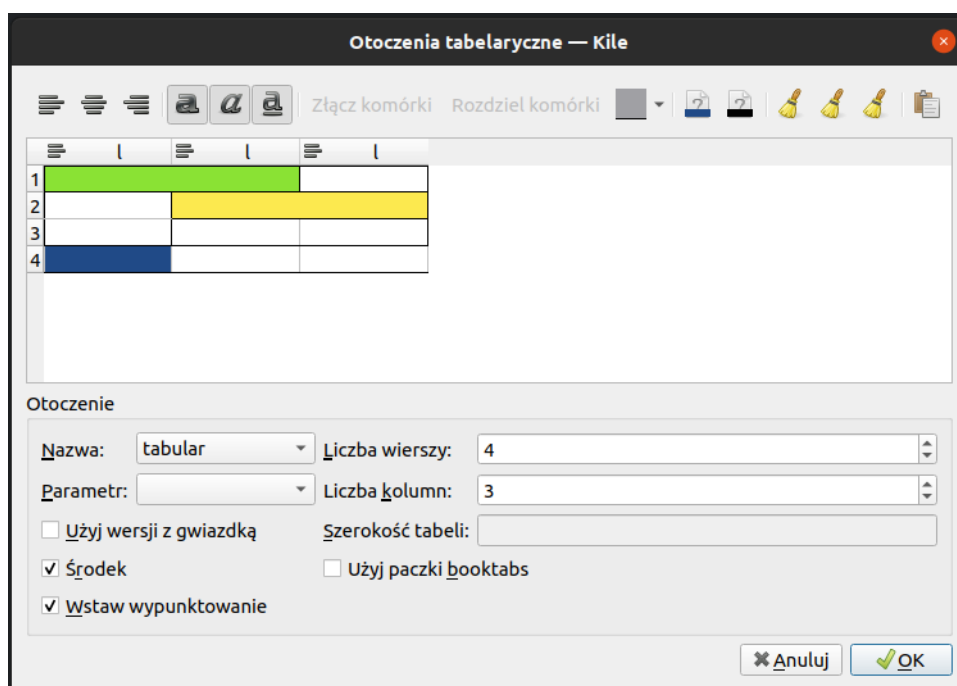 Otoczenia tabelaryczne — Kile
a a a Złącz komórki Rozdziel komórki ? ?
l l l
1
2
3
4
Otoczenie
Nazwa: tabular Liczba wierszy: 4
Parametr: Liczba kolumn: 3
Użyj wersji z gwiazdką Szerokość tabeli:
Środek Użyj paczki booktabs
Wstaw wypunktowanie
Anuluj OK